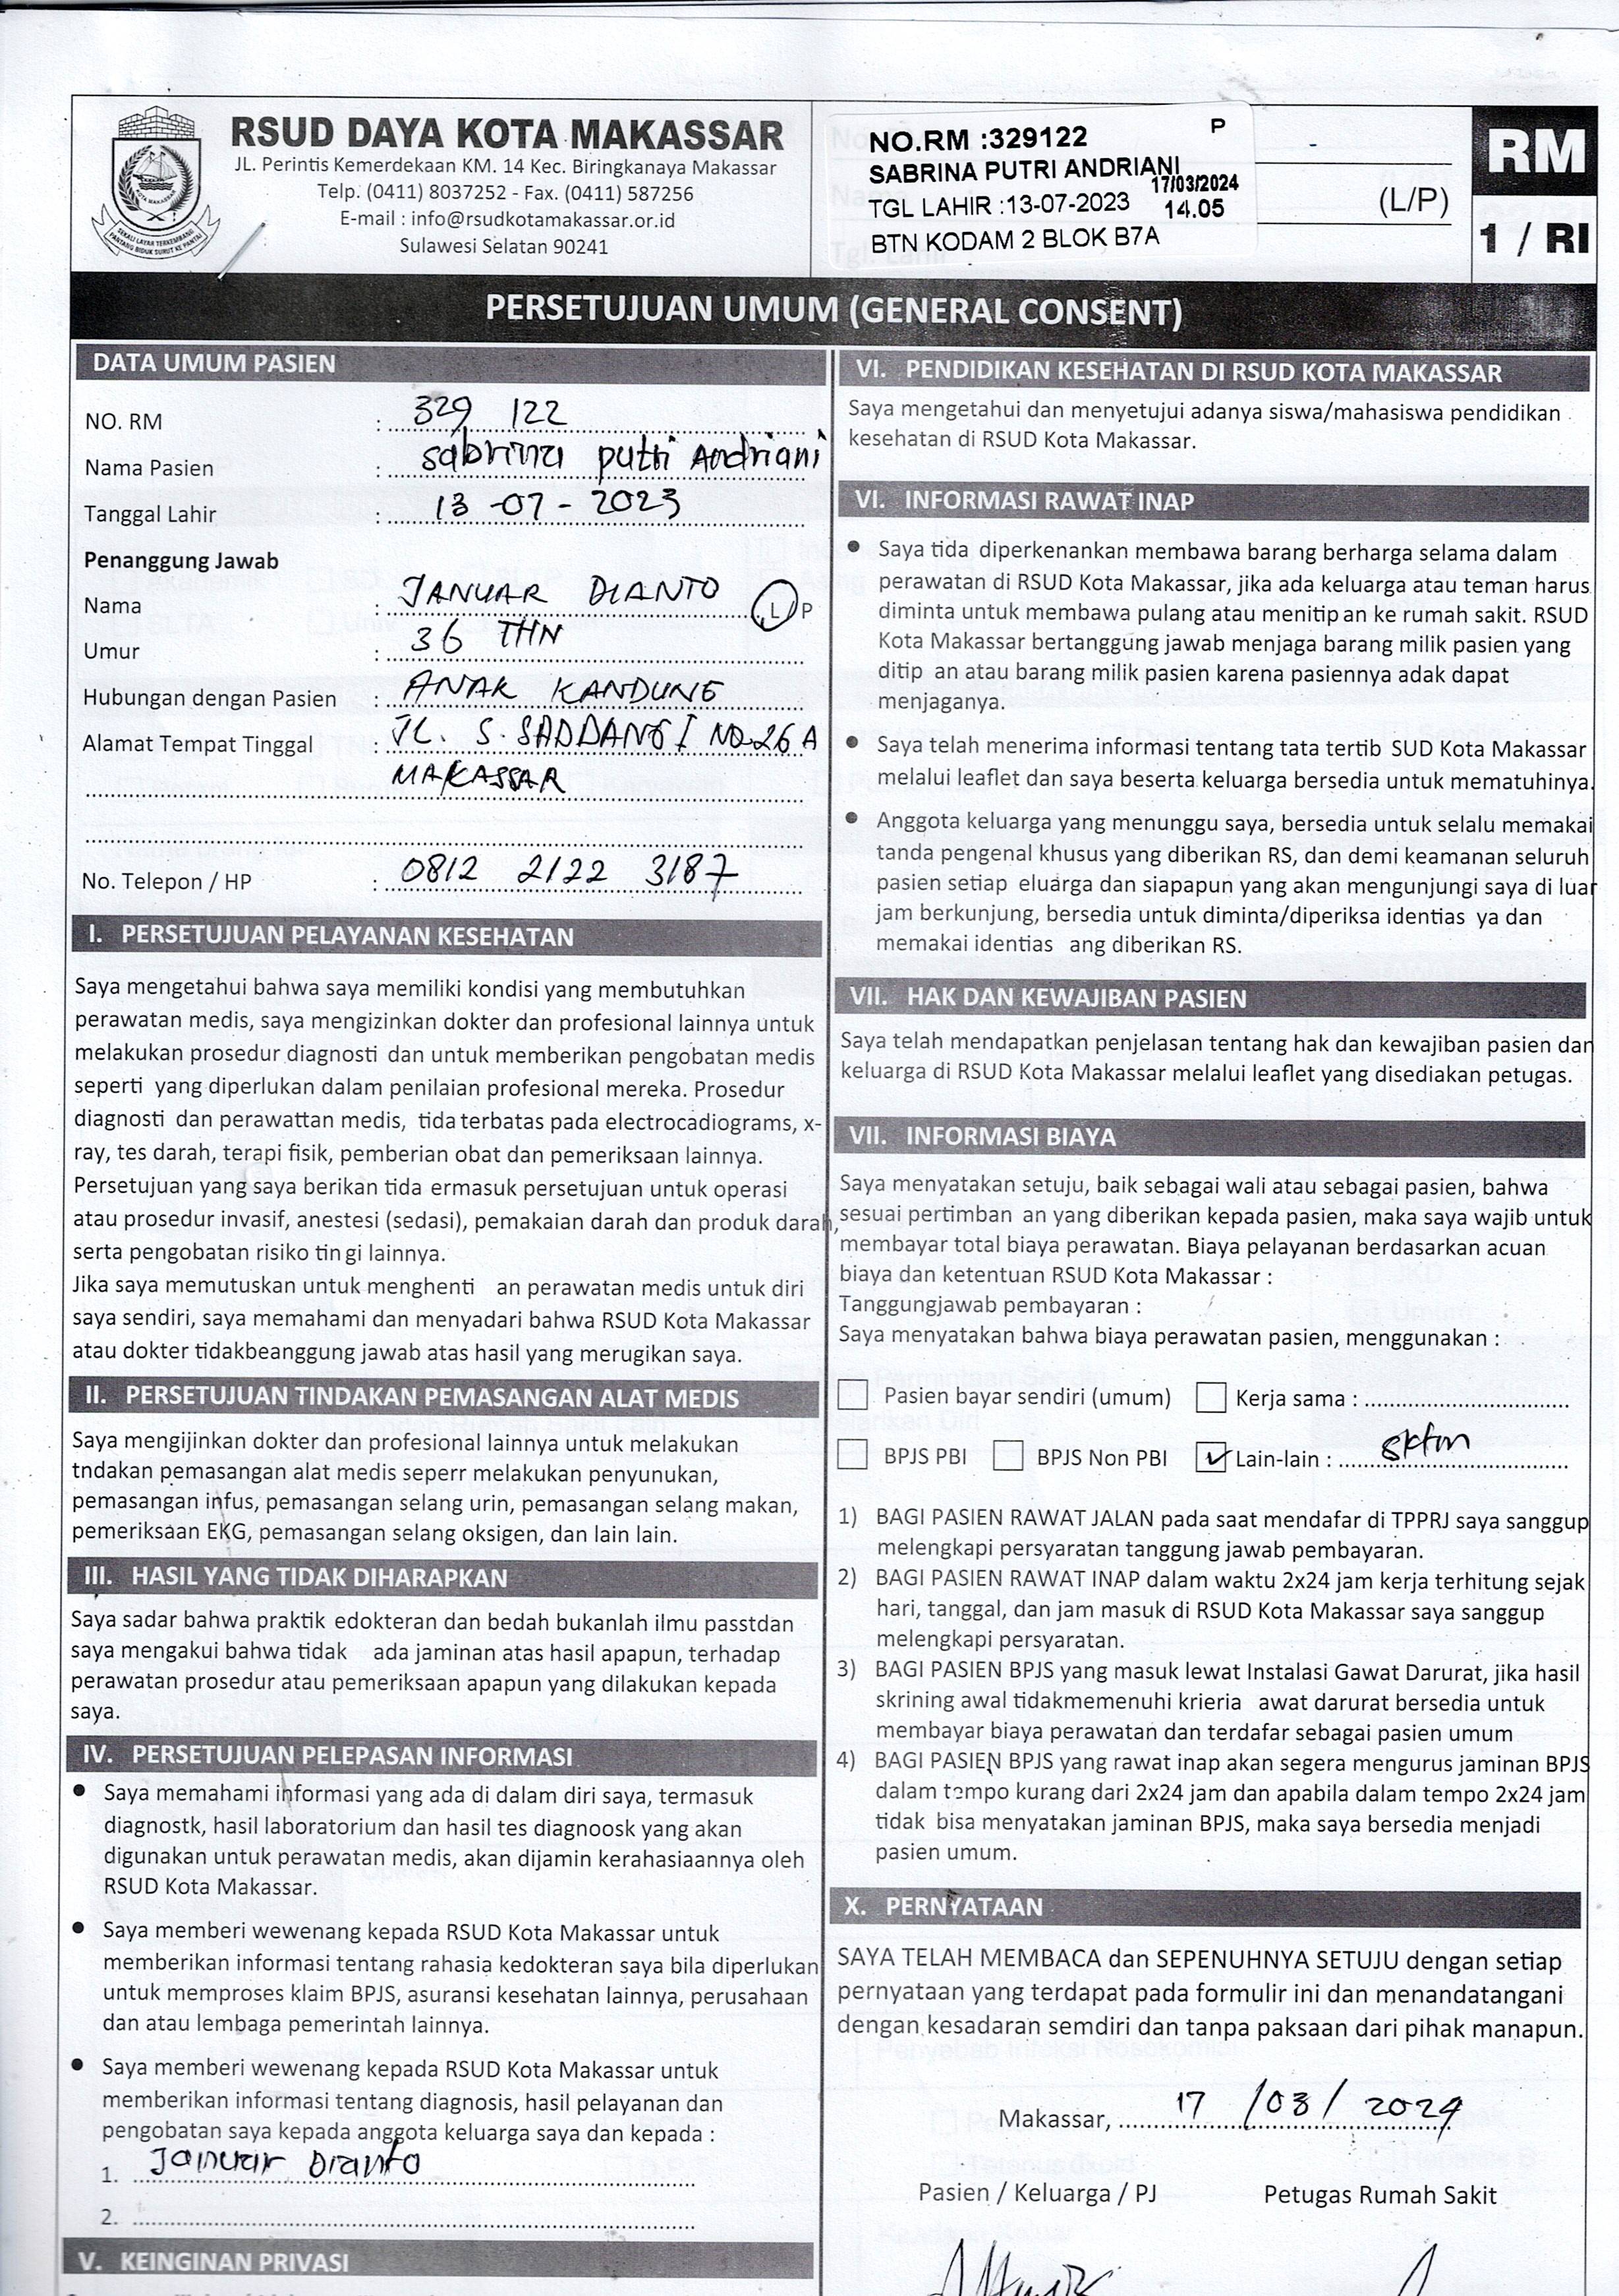 RSUD DAYA KOTA MAKASSAR
JL. Perintis Kemerdekaan KM. 14 Kec. Biringkanaya Makassar
Telp. (0411) 8037252 - Fax. (0411) 587256
E-mail : info@rsudkotamakassar.or.id
Sulawesi Selatan 90241
KOTA MAKASSAR
SEKALI LAYAR TERKEMBANG
PANTANG BIDUK SURUT KE PANTAI
NO.RM :329122 P
SABRINA PUTRI ANDRIANI
17/03/2024
TGL LAHIR :13-07-2023 14.05
BTN KODAM 2 BLOK B7A
(L/P)
RM
1 / RI
PERSETUJUAN UMUM (GENERAL CONSENT)
DATA UMUM PASIEN
NO. RM : 329 122
Nama Pasien : sabrina putri Andriani
Tanggal Lahir : 13 -07 - 2023
Penanggung Jawab
Nama : JANUAR DIANTO L/P
Umur : 36 THN
Hubungan dengan Pasien : ANAK KANDUNG
Alamat Tempat Tinggal : JL. S. SADDANG I NO.26 A
MAKASSAR
No. Telepon / HP : 0812 2122 3187
I. PERSETUJUAN PELAYANAN KESEHATAN
Saya mengetahui bahwa saya memiliki kondisi yang membutuhkan
perawatan medis, saya mengizinkan dokter dan profesional lainnya untuk
melakukan prosedur diagnosti dan untuk memberikan pengobatan medis
seperti yang diperlukan dalam penilaian profesional mereka. Prosedur
diagnosti dan perawattan medis, tida terbatas pada electrocadiograms, x-
ray, tes darah, terapi fisik, pemberian obat dan pemeriksaan lainnya.
Persetujuan yang saya berikan tida ermasuk persetujuan untuk operasi
atau prosedur invasif, anestesi (sedasi), pemakaian darah dan produk darah,
serta pengobatan risiko tin gi lainnya.
Jika saya memutuskan untuk menghenti an perawatan medis untuk diri
saya sendiri, saya memahami dan menyadari bahwa RSUD Kota Makassar
atau dokter tidakbeanggung jawab atas hasil yang merugikan saya.
II. PERSETUJUAN TINDAKAN PEMASANGAN ALAT MEDIS
Saya mengijinkan dokter dan profesional lainnya untuk melakukan
tndakan pemasangan alat medis seperr melakukan penyunukan,
pemasangan infus, pemasangan selang urin, pemasangan selang makan,
pemeriksaan EKG, pemasangan selang oksigen, dan lain lain.
III. HASIL YANG TIDAK DIHARAPKAN
Saya sadar bahwa praktik edokteran dan bedah bukanlah ilmu passtdan
saya mengakui bahwa tidak ada jaminan atas hasil apapun, terhadap
perawatan prosedur atau pemeriksaan apapun yang dilakukan kepada
saya.
IV. PERSETUJUAN PELEPASAN INFORMASI
• Saya memahami informasi yang ada di dalam diri saya, termasuk
diagnostk, hasil laboratorium dan hasil tes diagnoosk yang akan
digunakan untuk perawatan medis, akan dijamin kerahasiaannya oleh
RSUD Kota Makassar.
• Saya memberi wewenang kepada RSUD Kota Makassar untuk
memberikan informasi tentang rahasia kedokteran saya bila diperlukan
untuk memproses klaim BPJS, asuransi kesehatan lainnya, perusahaan
dan atau lembaga pemerintah lainnya.
• Saya memberi wewenang kepada RSUD Kota Makassar untuk
memberikan informasi tentang diagnosis, hasil pelayanan dan
pengobatan saya kepada anggota keluarga saya dan kepada :
1. Januar Dianto
2.
V. KEINGINAN PRIVASI
VI. PENDIDIKAN KESEHATAN DI RSUD KOTA MAKASSAR
Saya mengetahui dan menyetujui adanya siswa/mahasiswa pendidikan
kesehatan di RSUD Kota Makassar.
VI. INFORMASI RAWAT INAP
• Saya tida diperkenankan membawa barang berharga selama dalam
perawatan di RSUD Kota Makassar, jika ada keluarga atau teman harus
diminta untuk membawa pulang atau menitip an ke rumah sakit. RSUD
Kota Makassar bertanggung jawab menjaga barang milik pasien yang
ditip an atau barang milik pasien karena pasiennya adak dapat
menjaganya.
• Saya telah menerima informasi tentang tata tertib SUD Kota Makassar
melalui leaflet dan saya beserta keluarga bersedia untuk mematuhinya.
• Anggota keluarga yang menunggu saya, bersedia untuk selalu memakai
tanda pengenal khusus yang diberikan RS, dan demi keamanan seluruh
pasien setiap eluarga dan siapapun yang akan mengunjungi saya di luar
jam berkunjung, bersedia untuk diminta/diperiksa identias ya dan
memakai identias ang diberikan RS.
VII. HAK DAN KEWAJIBAN PASIEN
Saya telah mendapatkan penjelasan tentang hak dan kewajiban pasien dan
keluarga di RSUD Kota Makassar melalui leaflet yang disediakan petugas.
VII. INFORMASI BIAYA
Saya menyatakan setuju, baik sebagai wali atau sebagai pasien, bahwa
sesuai pertimban an yang diberikan kepada pasien, maka saya wajib untuk
membayar total biaya perawatan. Biaya pelayanan berdasarkan acuan
biaya dan ketentuan RSUD Kota Makassar :
Tanggungjawab pembayaran :
Saya menyatakan bahwa biaya perawatan pasien, menggunakan :
Pasien bayar sendiri (umum) Kerja sama :
BPJS PBI BPJS Non PBI ✓ Lain-lain : sktm
1) BAGI PASIEN RAWAT JALAN pada saat mendafar di TPPRJ saya sanggup
melengkapi persyaratan tanggung jawab pembayaran.
2) BAGI PASIEN RAWAT INAP dalam waktu 2x24 jam kerja terhitung sejak
hari, tanggal, dan jam masuk di RSUD Kota Makassar saya sanggup
melengkapi persyaratan.
3) BAGI PASIEN BPJS yang masuk lewat Instalasi Gawat Darurat, jika hasil
skrining awal tidakmemenuhi krieria awat darurat bersedia untuk
membayar biaya perawatan dan terdafar sebagai pasien umum
4) BAGI PASIEN BPJS yang rawat inap akan segera mengurus jaminan BPJS
dalam tempo kurang dari 2x24 jam dan apabila dalam tempo 2x24 jam
tidak bisa menyatakan jaminan BPJS, maka saya bersedia menjadi
pasien umum.
X. PERNYATAAN
SAYA TELAH MEMBACA dan SEPENUHNYA SETUJU dengan setiap
pernyataan yang terdapat pada formulir ini dan menandatangani
dengan kesadaran semdiri dan tanpa paksaan dari pihak manapun.
Makassar, 17 /03/ 2024
Pasien / Keluarga / PJ Petugas Rumah Sakit